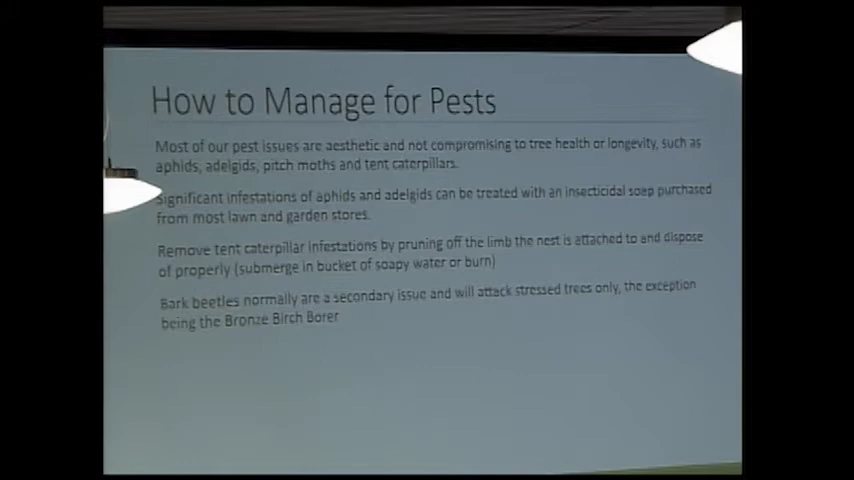 How to Manage for Pests
Most of our pest issues are aesthetic and not compromising to tree health or longevity, such as
aphids, adelgids, pitch moths and tent caterpillars.
Significant infestations of aphids and adelgids can be treated with an insecticidal soap purchased
from most lawn and garden stores.
Remove tent caterpillar infestations by pruning off the limb the nest is attached to and dispose
of properly (submerge in bucket of soapy water or burn)
Bark beetles normally are a secondary issue and will attack stressed trees only, the exception
being the Bronze Birch Borer